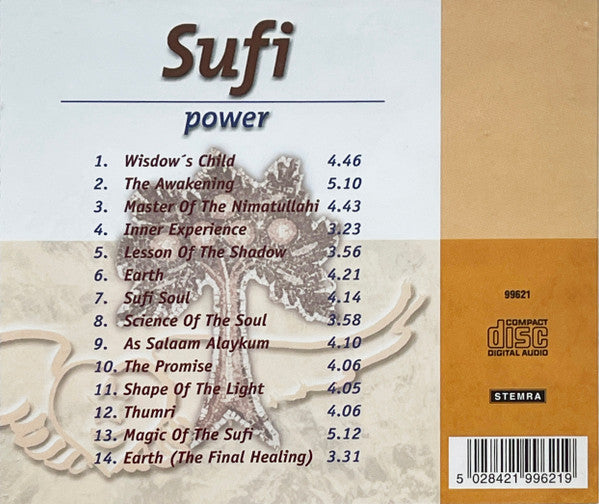 Sufi
power
1. Wisdow´s Child 4.46
2. The Awakening 5.10
3. Master Of The Nimatullahi 4.43
4. Inner Experience 3.23
5. Lesson Of The Shadow 3.56
6. Earth 4.21
7. Sufi Soul 4.14
8. Science Of The Soul 3.58
9. As Salaam Alaykum 4.10
10. The Promise 4.06
11. Shape Of The Light 4.05
12. Thumri 4.06
13. Magic Of The Sufi 5.12
14. Earth (The Final Healing) 3.31
99621
COMPACT
disc
DIGITAL AUDIO
STEMRA
5 028421 996219